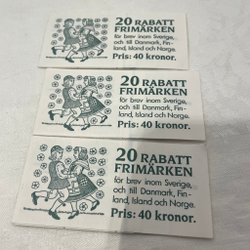 20 RABATT
FRIMÄRKEN
för brev inom Sverige,
och till Danmark, Fin-
land, Island och Norge.
Pris: 40 kronor.
20 RABATT
FRIMÄRKEN
för brev inom Sverige,
och till Danmark, Fin-
land, Island och Norge.
Pris: 40 kronor.
20 RABATT
FRIMÄRKEN
för brev inom Sverige,
och till Danmark, Fin-
land, Island och Norge.
Pris: 40 kronor.